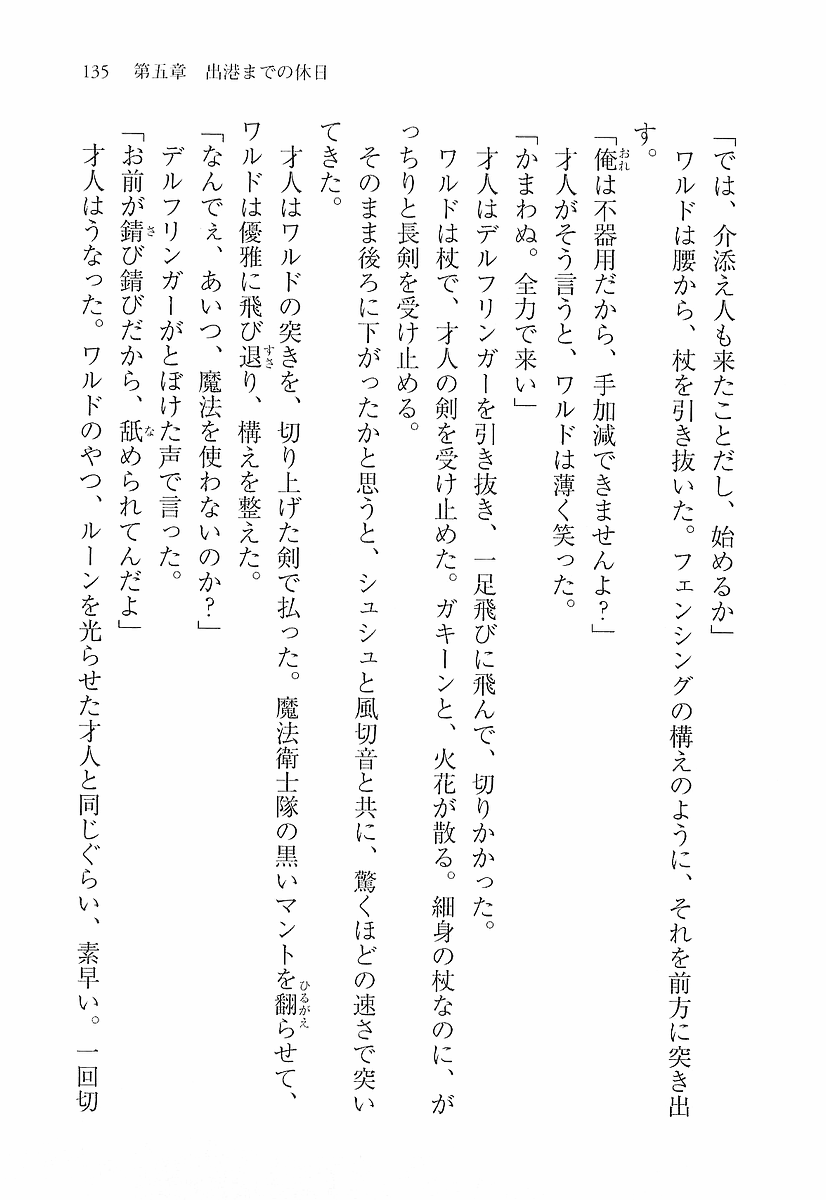 135　第五章　出港までの休日
「では、介添え人も来たことだし、始めるか」
ワルドは腰から、杖を引き抜いた。フェンシングの構えのように、それを前方に突き出
す。
「俺は不器用だから、手加減できませんよ？」
才人がそう言うと、ワルドは薄く笑った。
「かまわぬ。全力で来い」
才人はデルフリンガーを引き抜き、一足飛びに飛んで、切りかかった。
ワルドは杖で、才人の剣を受け止めた。ガキーンと、火花が散る。細身の杖なのに、が
っちりと長剣を受け止める。
そのまま後ろに下がったかと思うと、シュシュと風切音と共に、驚くほどの速さで突い
てきた。
才人はワルドの突きを、切り上げた剣で払った。魔法衛士隊の黒いマントを翻らせて、
ワルドは優雅に飛び退り、構えを整えた。
「なんでぇ、あいつ、魔法を使わないのか？」
デルフリンガーがとぼけた声で言った。
「お前が錆び錆びだから、舐められてんだよ」
才人はうなった。ワルドのやつ、ルーンを光らせた才人と同じぐらい、素早い。一回切